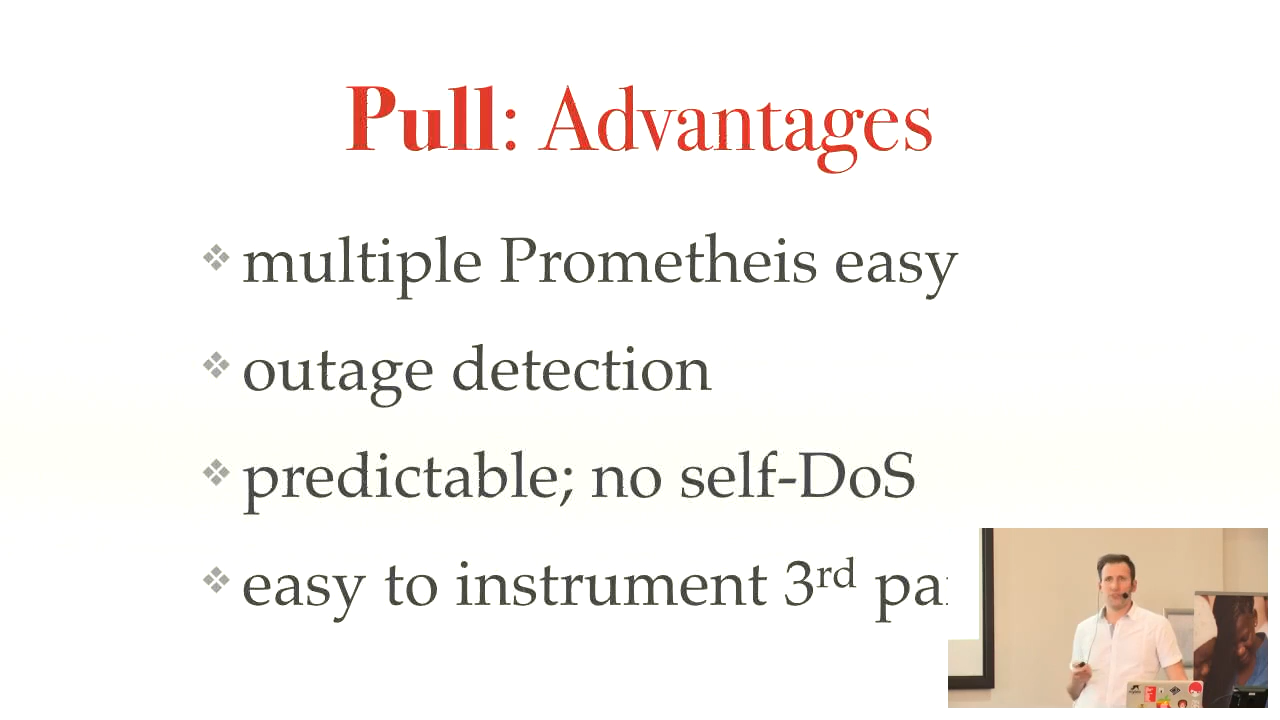 Pull: Advantages
❖ multiple Prometheis easy
❖ outage detection
❖ predictable; no self-DoS
❖ easy to instrument 3rd